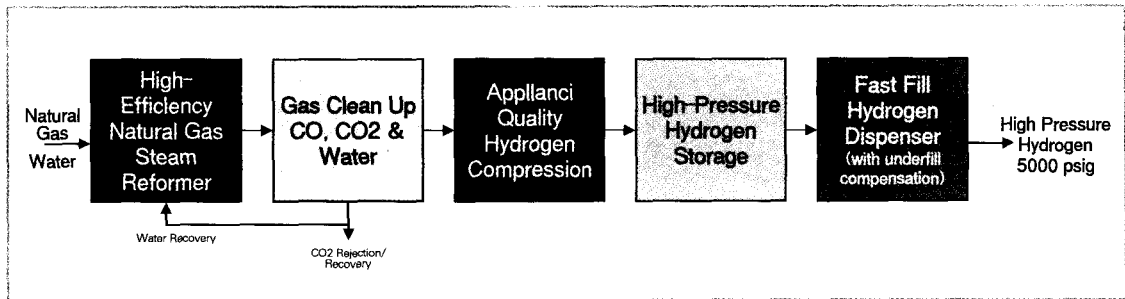 Natural
Gas
Water
High-
Efficiency
Natural Gas
Steam
Reformer
Gas Clean Up
CO, CO2 &
Water
Appllanci
Quality
Hydrogen
Compression
High-Pressure
Hydrogen
Storage
Fast Fill
Hydrogen
Dispenser
(with underfill
compensation)
High Pressure
Hydrogen
5000 psig
Water Recovery
CO2 Rejection/
Recovery